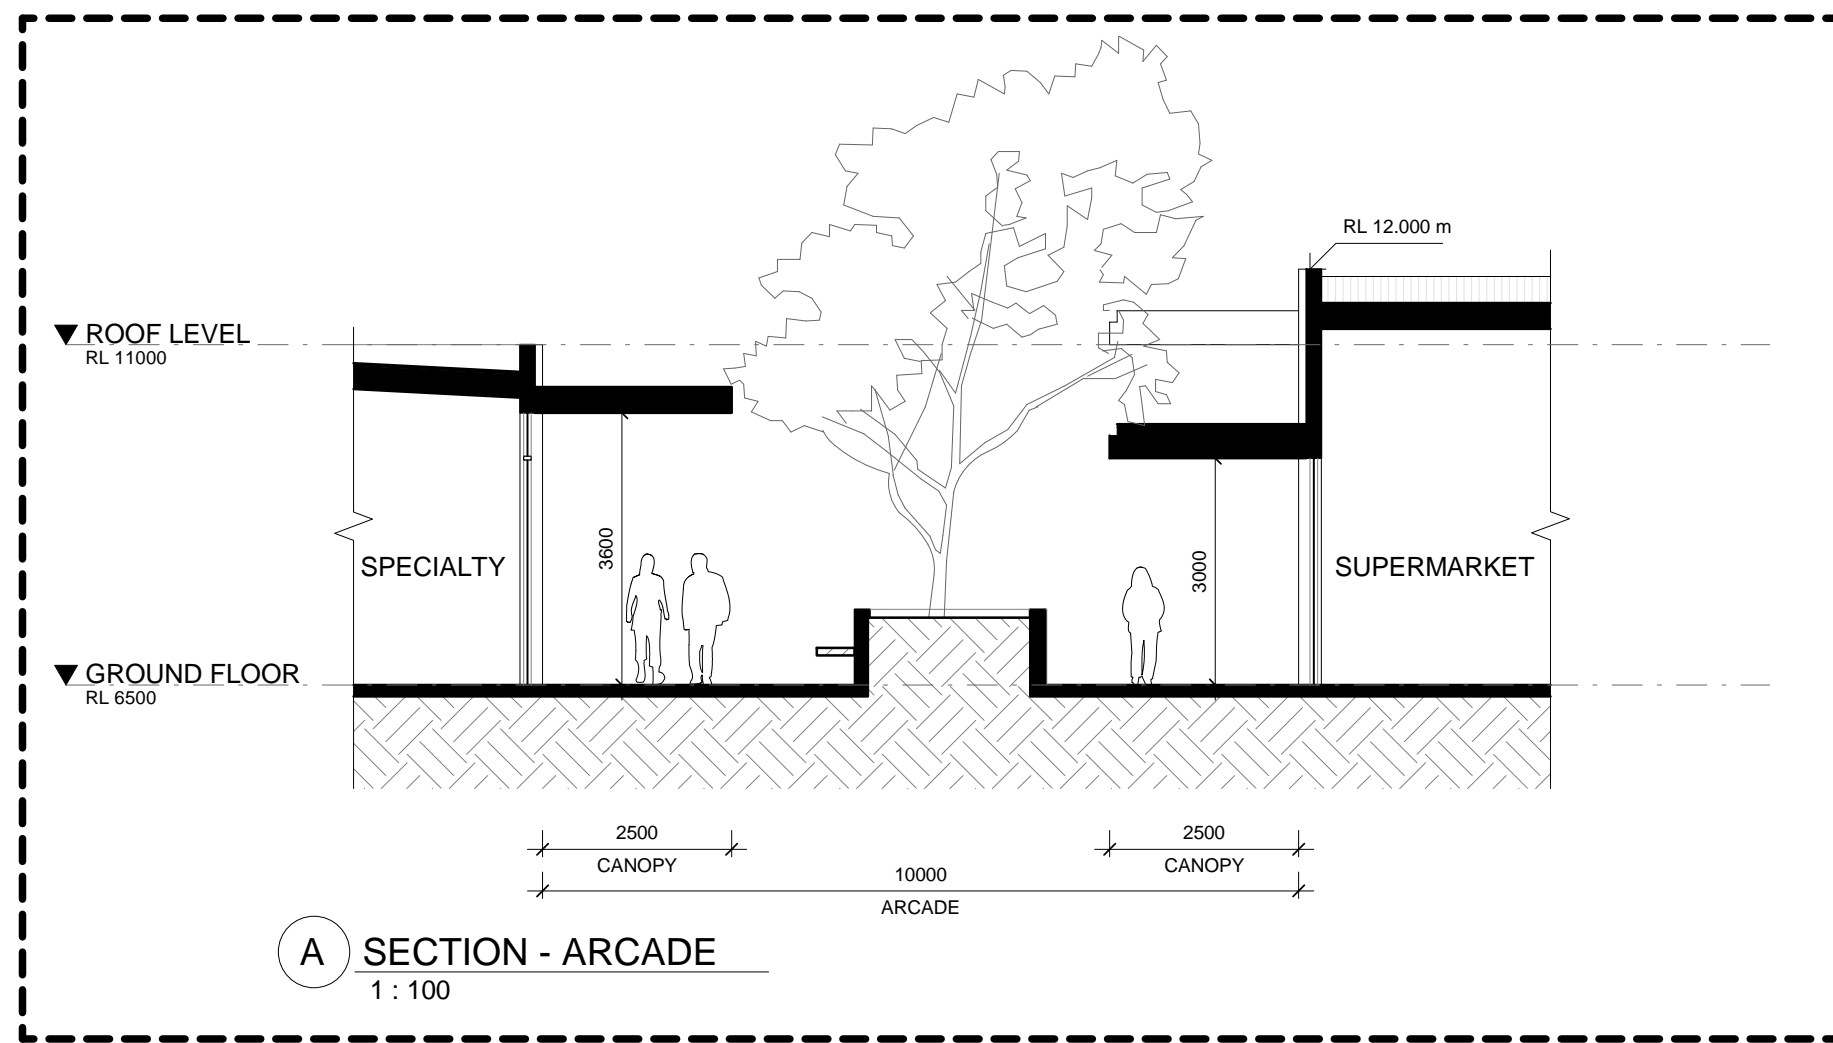 RL 12.000 m
ROOF LEVEL
RL 11000
3600
3000
SPECIALTY
SUPERMARKET
GROUND FLOOR
RL 6500
2500
2500
CANOPY
CANOPY
10000
ARCADE
A
SECTION - ARCADE
1 : 100